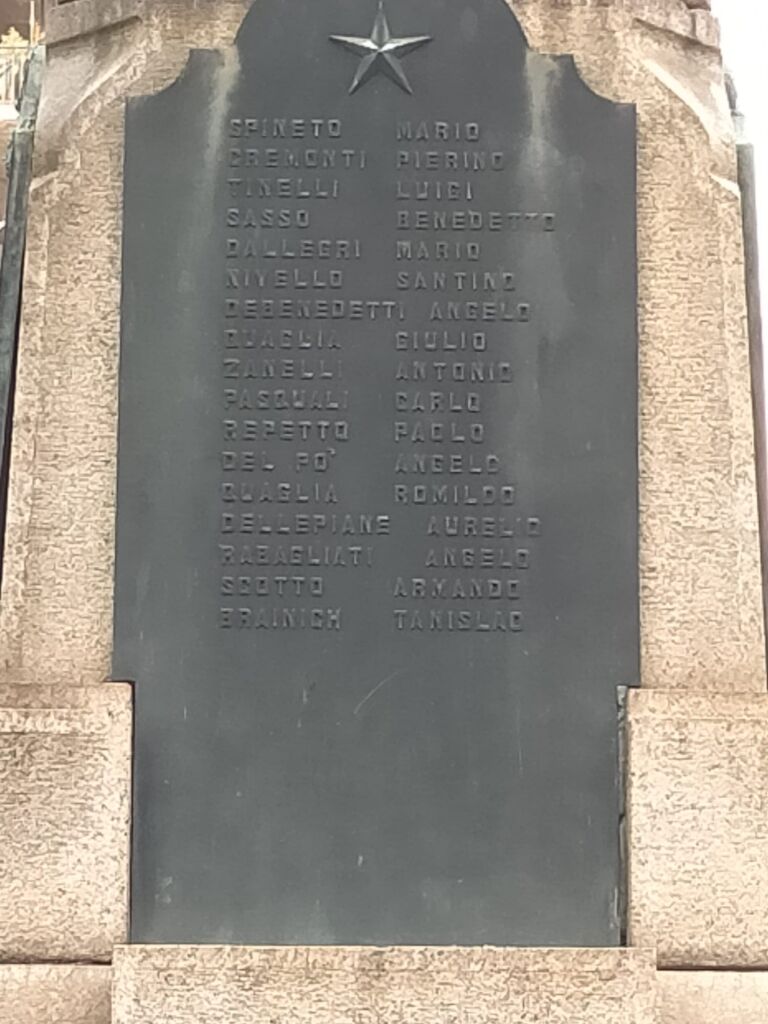 SPINETO MARIO
CREMONTI PIERINO
TINELLI LUIGI
SASSO BENEDETTO
DALLEGRI MARIO
NIVELLO SANTINO
DEBENEDETTI ANGELO
QUAGLIA GIULIO
ZANELLI ANTONIO
PASQUALI CARLO
REPETTO PAOLO
DEL PO' ANGELO
QUAGLIA ROMILDO
DELLEPIANE AURELIO
RABAGLIATI ANGELO
SCOTTO ARMANDO
BRAINICH TANISLAO